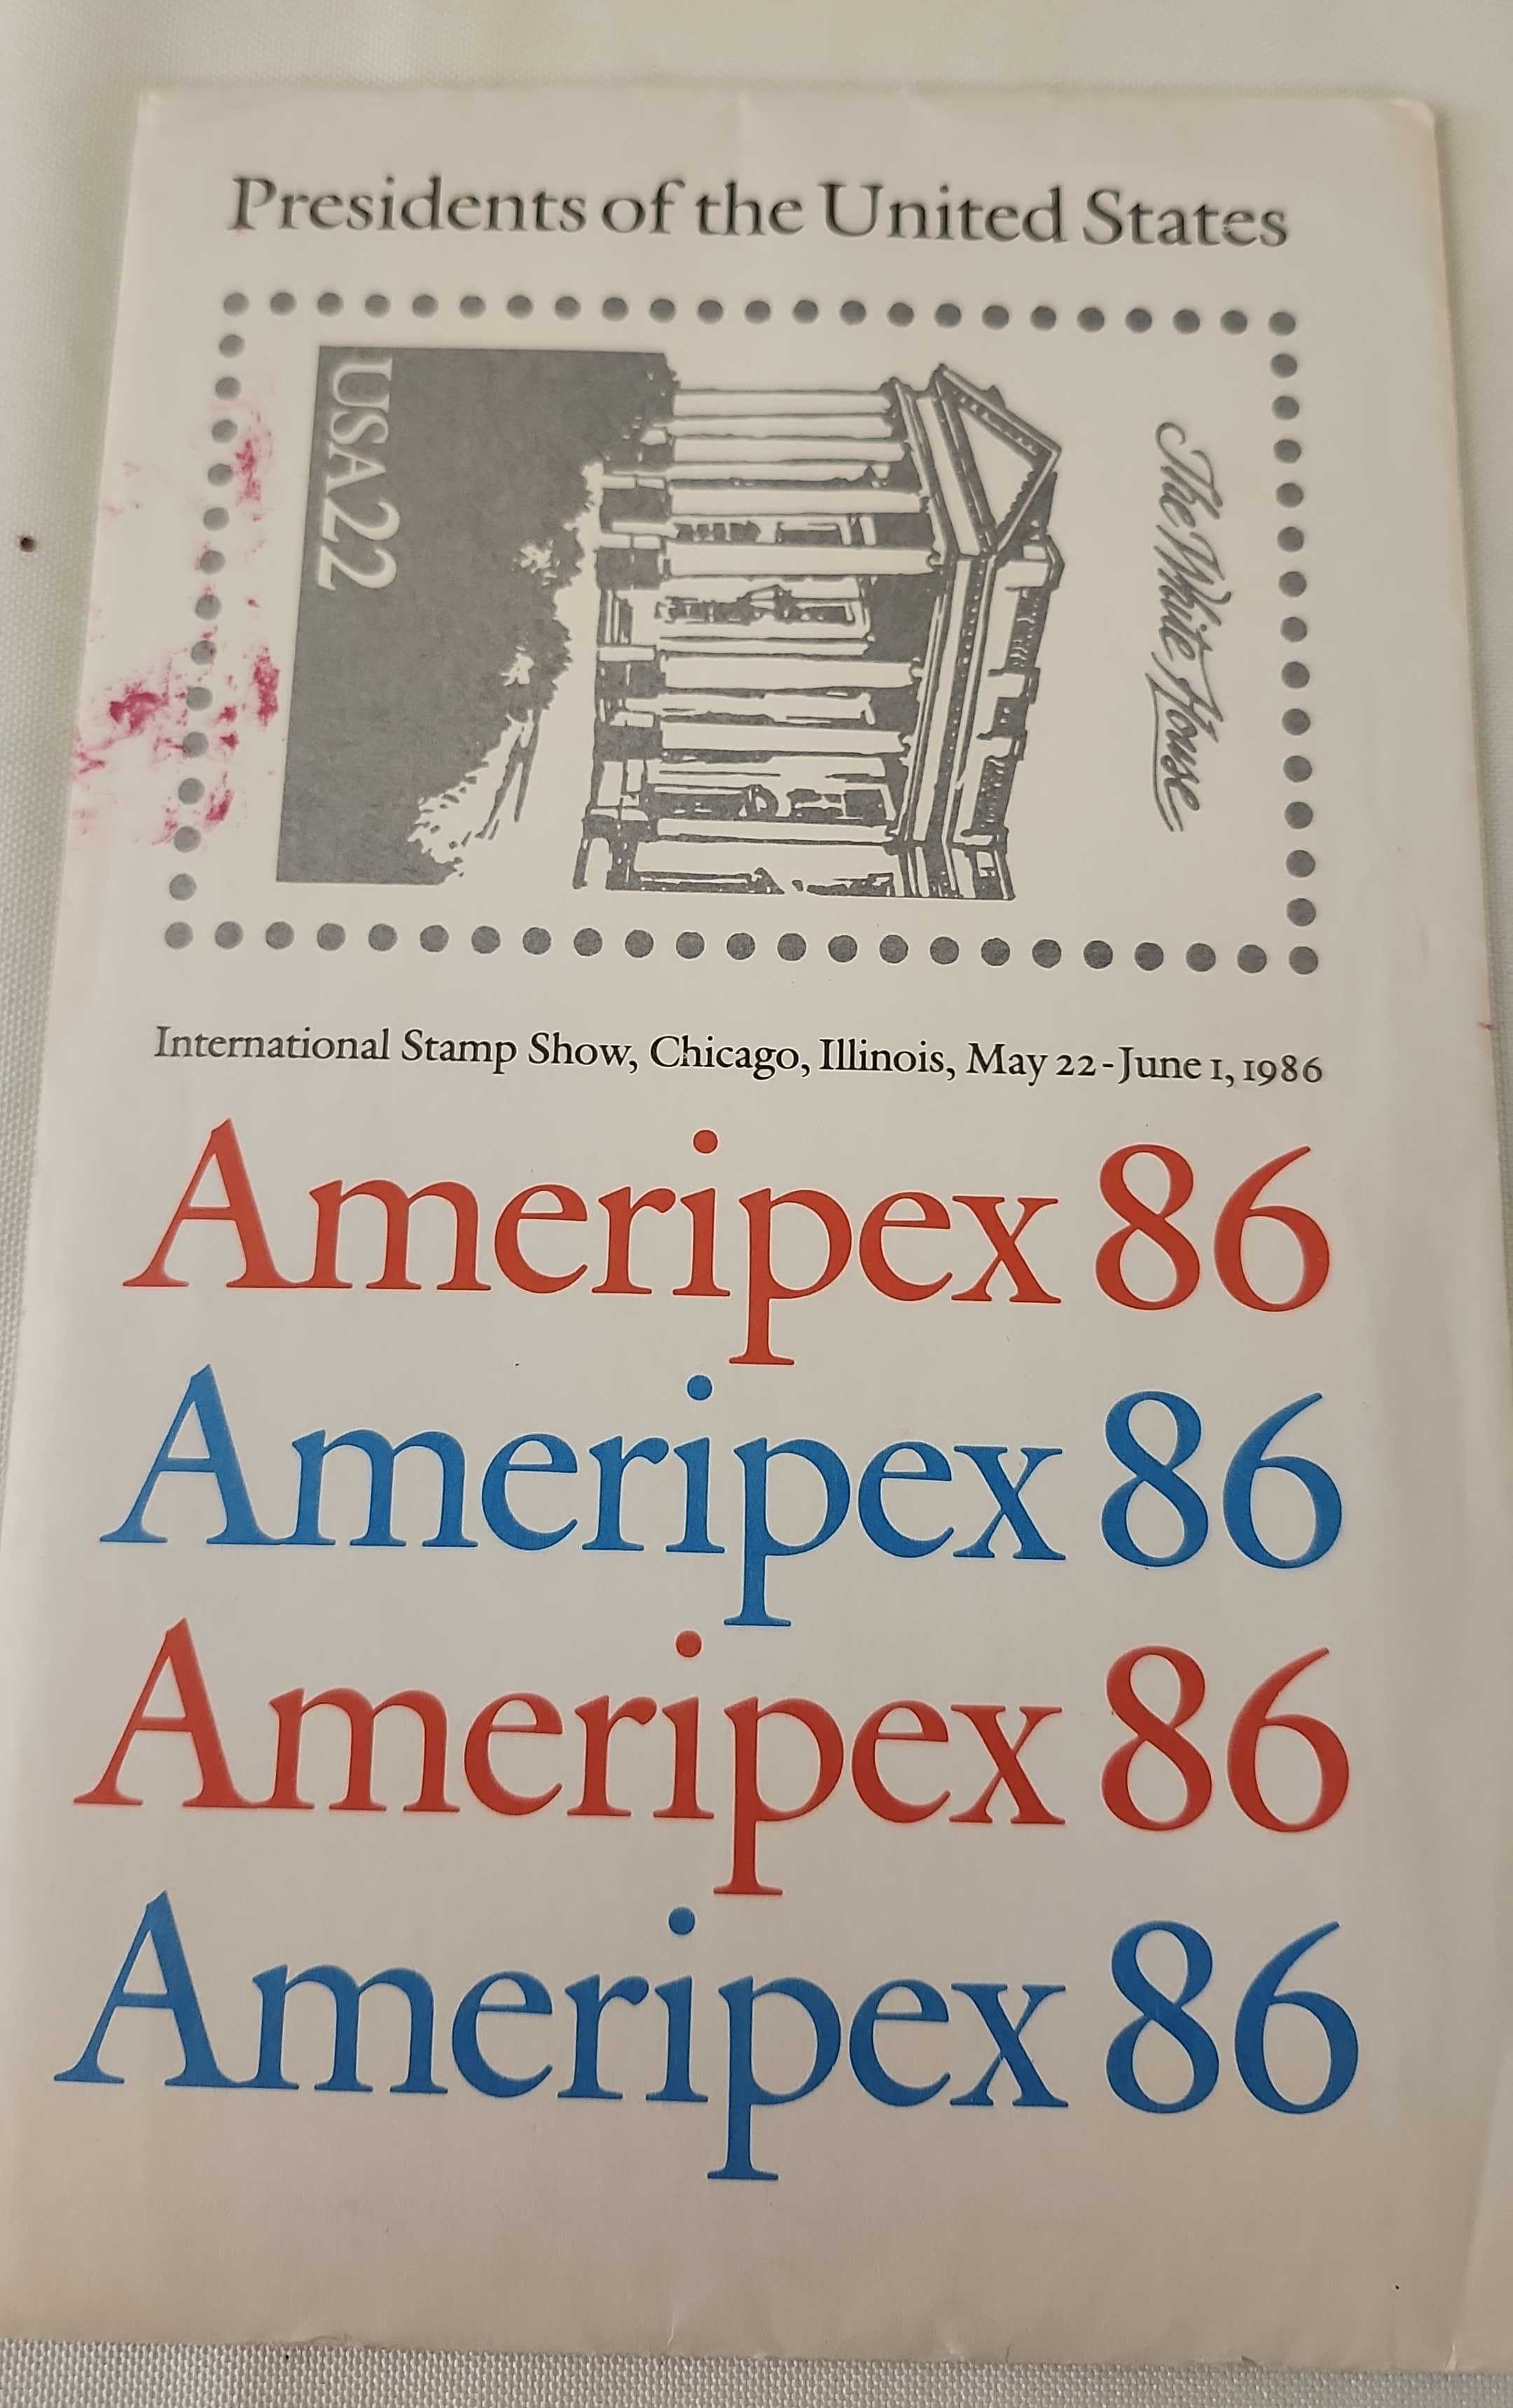 Presidents of the United States
USA 22
The White House
International Stamp Show, Chicago, Illinois, May 22-June 1, 1986
Ameripex 86
Ameripex 86
Ameripex 86
Ameripex 86